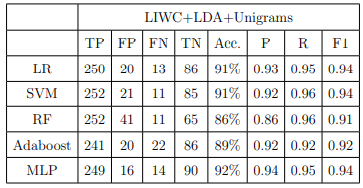 LIWC+LDA+Unigrams
TP FP FN TN Acc. P R F1
LR 250 20 13 86 91% 0.93 0.95 0.94
SVM 252 21 11 85 91% 0.92 0.96 0.94
RF 252 41 11 65 86% 0.86 0.96 0.91
Adaboost 241 20 22 86 89% 0.92 0.92 0.92
MLP 249 16 14 90 92% 0.94 0.95 0.94